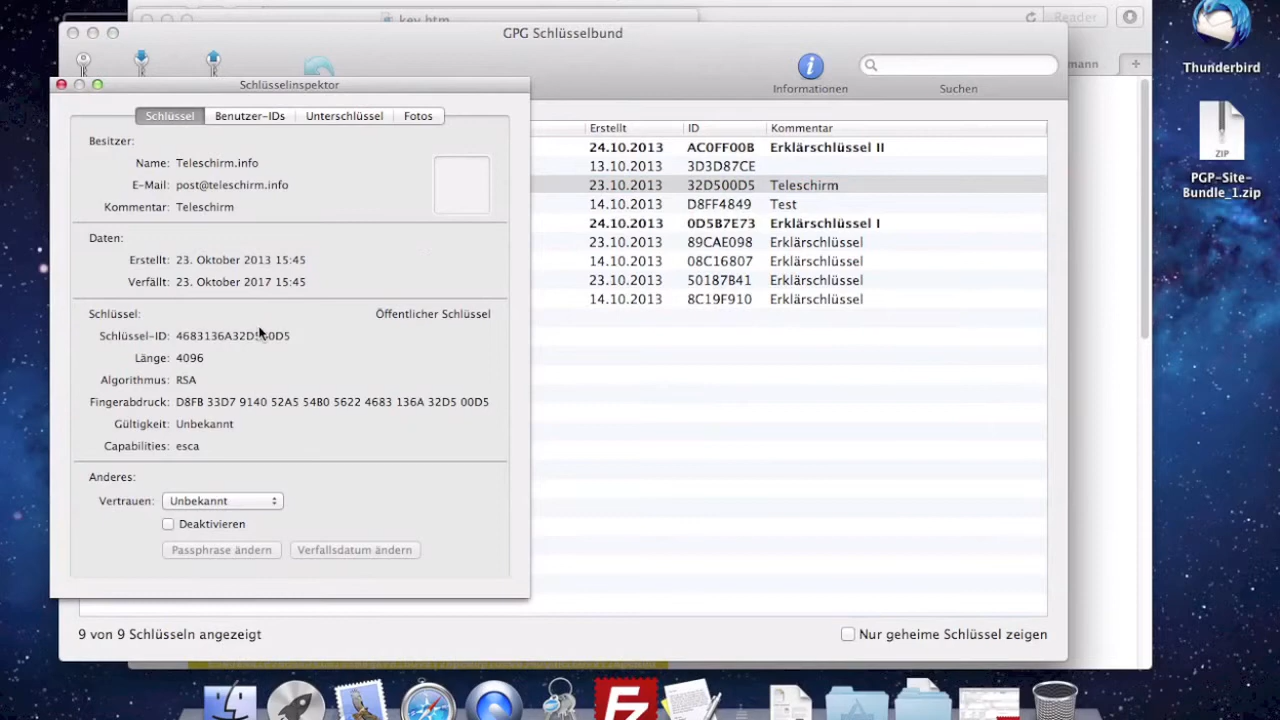 key.htm
Reader
GPG Schlüsselbund
mann
Informationen
Suchen
Thunderbird
ZIP
PGP-Site-
Bundle_1.zip
Schlüsselinspektor
Schlüssel Benutzer-IDs Unterschlüssel Fotos
Besitzer:
Name: Teleschirm.info
E-Mail: post@teleschirm.info
Kommentar: Teleschirm
Daten:
Erstellt: 23. Oktober 2013 15:45
Verfällt: 23. Oktober 2017 15:45
Schlüssel: Öffentlicher Schlüssel
Schlüssel-ID: 4683136A32D500D5
Länge: 4096
Algorithmus: RSA
Fingerabdruck: D8FB 33D7 9140 52A5 54B0 5622 4683 136A 32D5 00D5
Gültigkeit: Unbekannt
Capabilities: esca
Anderes:
Vertrauen: Unbekannt
Deaktivieren
Passphrase ändern Verfallsdatum ändern
Erstellt ID Kommentar
24.10.2013 AC0FF00B Erklärschlüssel II
13.10.2013 3D3D87CE
23.10.2013 32D500D5 Teleschirm
14.10.2013 D8FF4849 Test
24.10.2013 0D5B7E73 Erklärschlüssel I
23.10.2013 89CAE098 Erklärschlüssel
14.10.2013 08C16807 Erklärschlüssel
23.10.2013 50187B41 Erklärschlüssel
14.10.2013 8C19F910 Erklärschlüssel
9 von 9 Schlüsseln angezeigt
Nur geheime Schlüssel zeigen